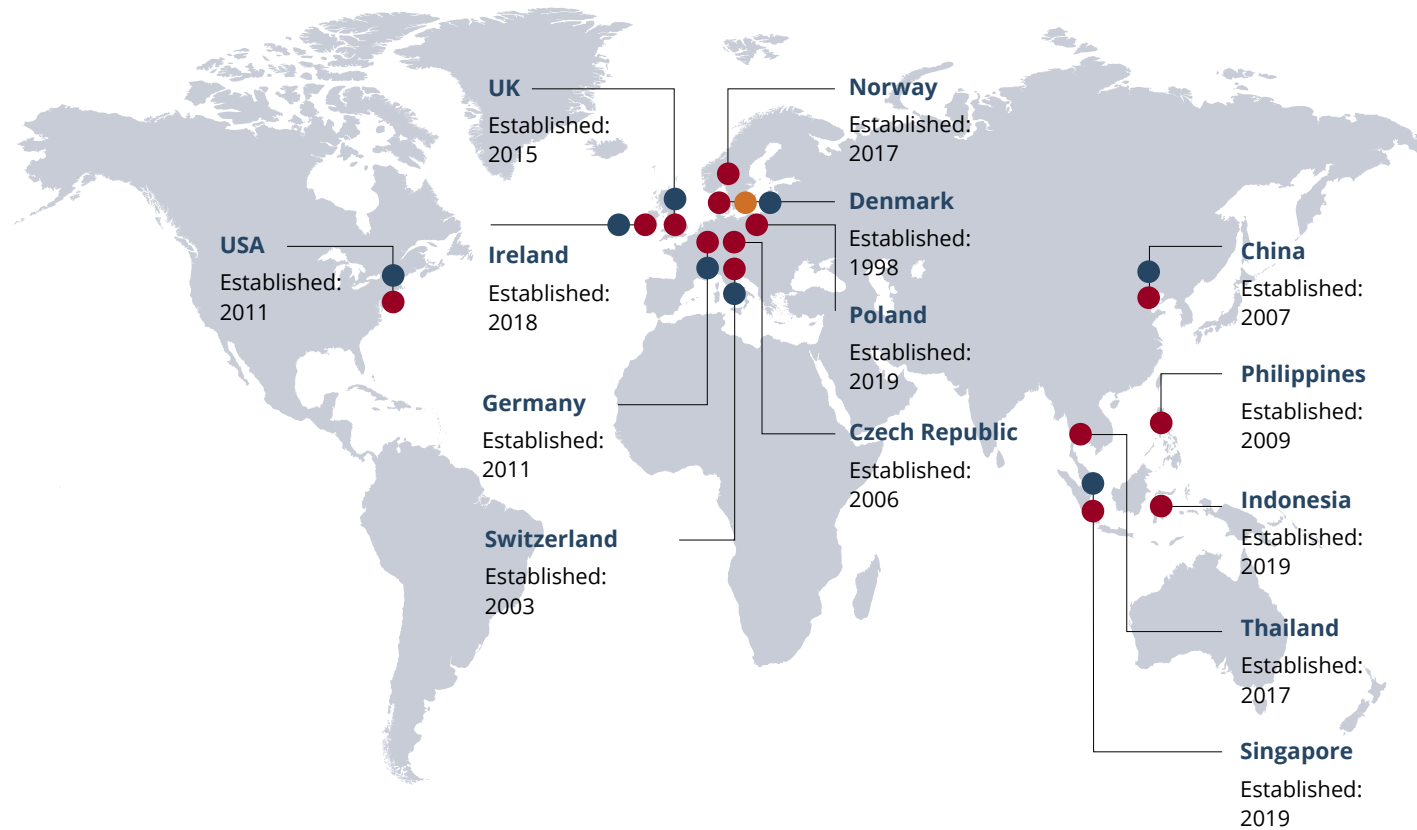 UK
Established:
2015
Norway
Established:
2017
Denmark
Established:
1998
USA
Established:
2011
Ireland
Established:
2018
China
Established:
2007
Poland
Established:
2019
Philippines
Established:
2009
Germany
Established:
2011
Czech Republic
Established:
2006
Indonesia
Established:
2019
Switzerland
Established:
2003
Thailand
Established:
2017
Singapore
Established:
2019